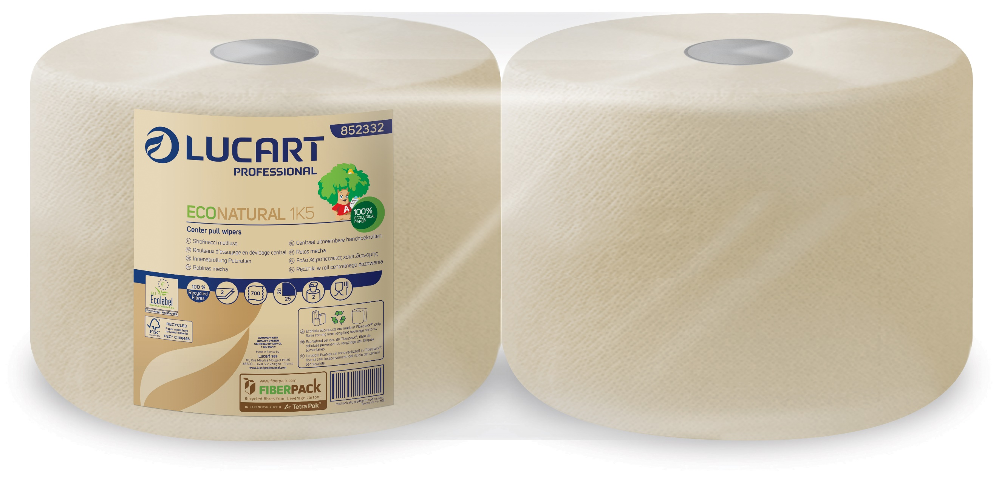 852332
LUCART
PROFESSIONAL
A
100%
ECOLOGICAL
PAPER
ECONATURAL 1K5
Center pull wipers
IT Strofinacci multiuso
FR Rouleaux d'essuyage en dévidage central
DE Innenabrollung Putzrollen
ES Bobinas mecha
NL Centraal uitneembare handdoekrollen
PT Rolos mecha
EL Ρολα Χειροπετσετες εσωτ.διανομης
PL Ręczniki w roli centralnego dozowania
EU
Ecolabel
www.ecolabel.eu
EU Ecolabel: FR/004/009
100 %
Recycled
Fibres
2
700
20
25
2
FSC
RECYCLED
Paper made from
recycled material
FSC® C100456
COMPANY WITH
QUALITY SYSTEM
CERTIFIED BY DNV GL
= ISO 9001 =
Made in France by
Lucart sas
10, Rue Maurice Mougeot BP35
88600 - Laval Sur Vologne - France
www.lucartprofessional.com
UK EcoNatural products are made in Fiberpack®, pulp
fibres coming from recycling beverage cartons.
FR EcoNatural est issu de Fiberpack®, fibre de
cellulose provenant du recyclage des briques
alimentaires.
IT I prodotti EcoNatural sono realizzati in Fiberpack®,
fibre di cellulosaprovenienti dal riciclo dei cartoni
per bevande.
www.fiberpack.com
FIBERPACK
Recycled fibres from beverage cartons
IN PARTNERSHIP WITH Tetra Pak®
Mechanically predetermined content.
Tolerance +/- 5%